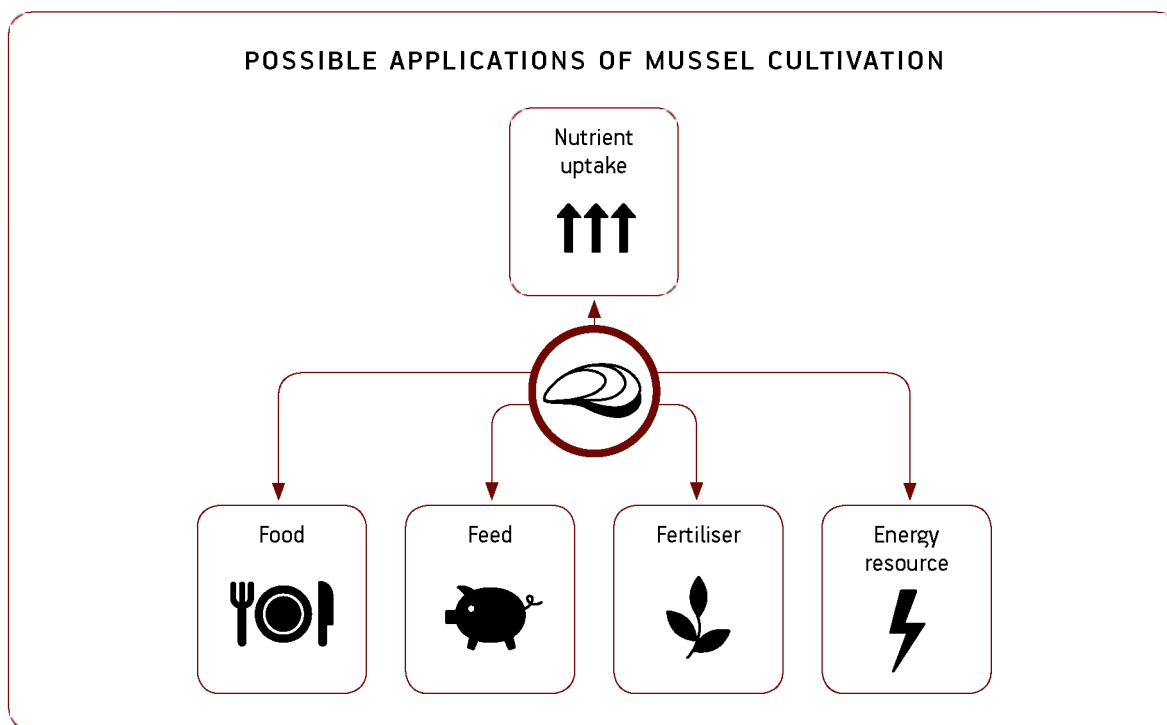 POSSIBLE APPLICATIONS OF MUSSEL CULTIVATION
Nutrient
uptake
Food
Feed
Fertiliser
Energy
resource